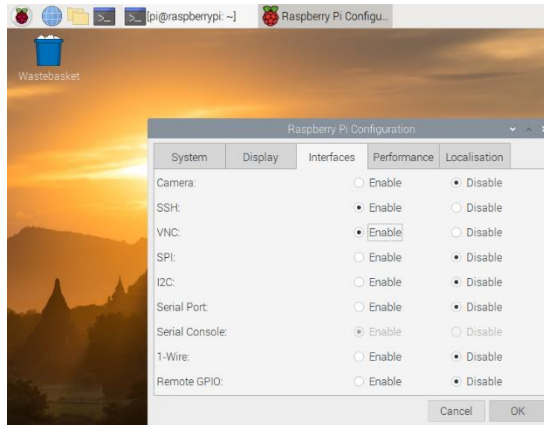 [pi@raspberrypi: ~] Raspberry Pi Configu...
Wastebasket
Raspberry Pi Configuration
System Display Interfaces Performance Localisation
Camera: Enable Disable
SSH: Enable Disable
VNC: Enable Disable
SPI: Enable Disable
I2C: Enable Disable
Serial Port: Enable Disable
Serial Console: Enable Disable
1-Wire: Enable Disable
Remote GPIO: Enable Disable
Cancel OK